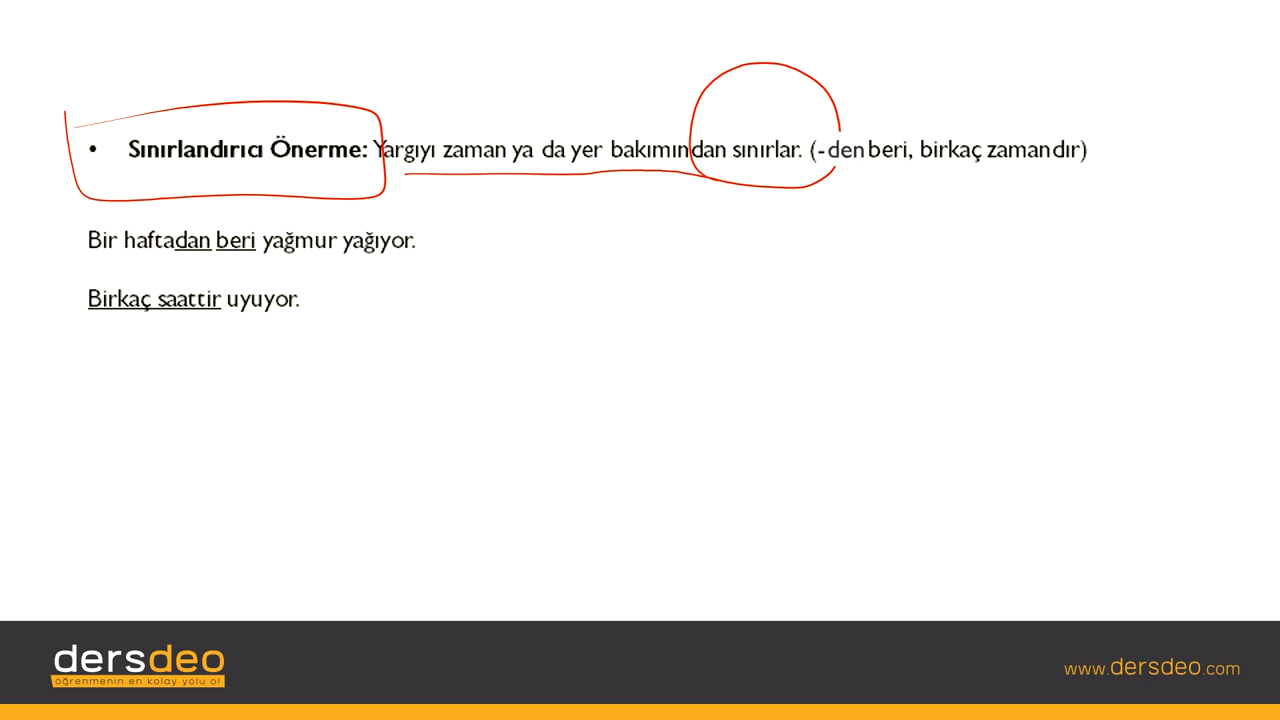 • Sınırlandırıcı Önerme: Yargıyı zaman ya da yer bakımından sınırlar. (-den beri, birkaç zamandır)
Bir haftadan beri yağmur yağıyor.
Birkaç saattir uyuyor.
dersdeo
öğrenmenin en kolay yolu o!
www.dersdeo.com